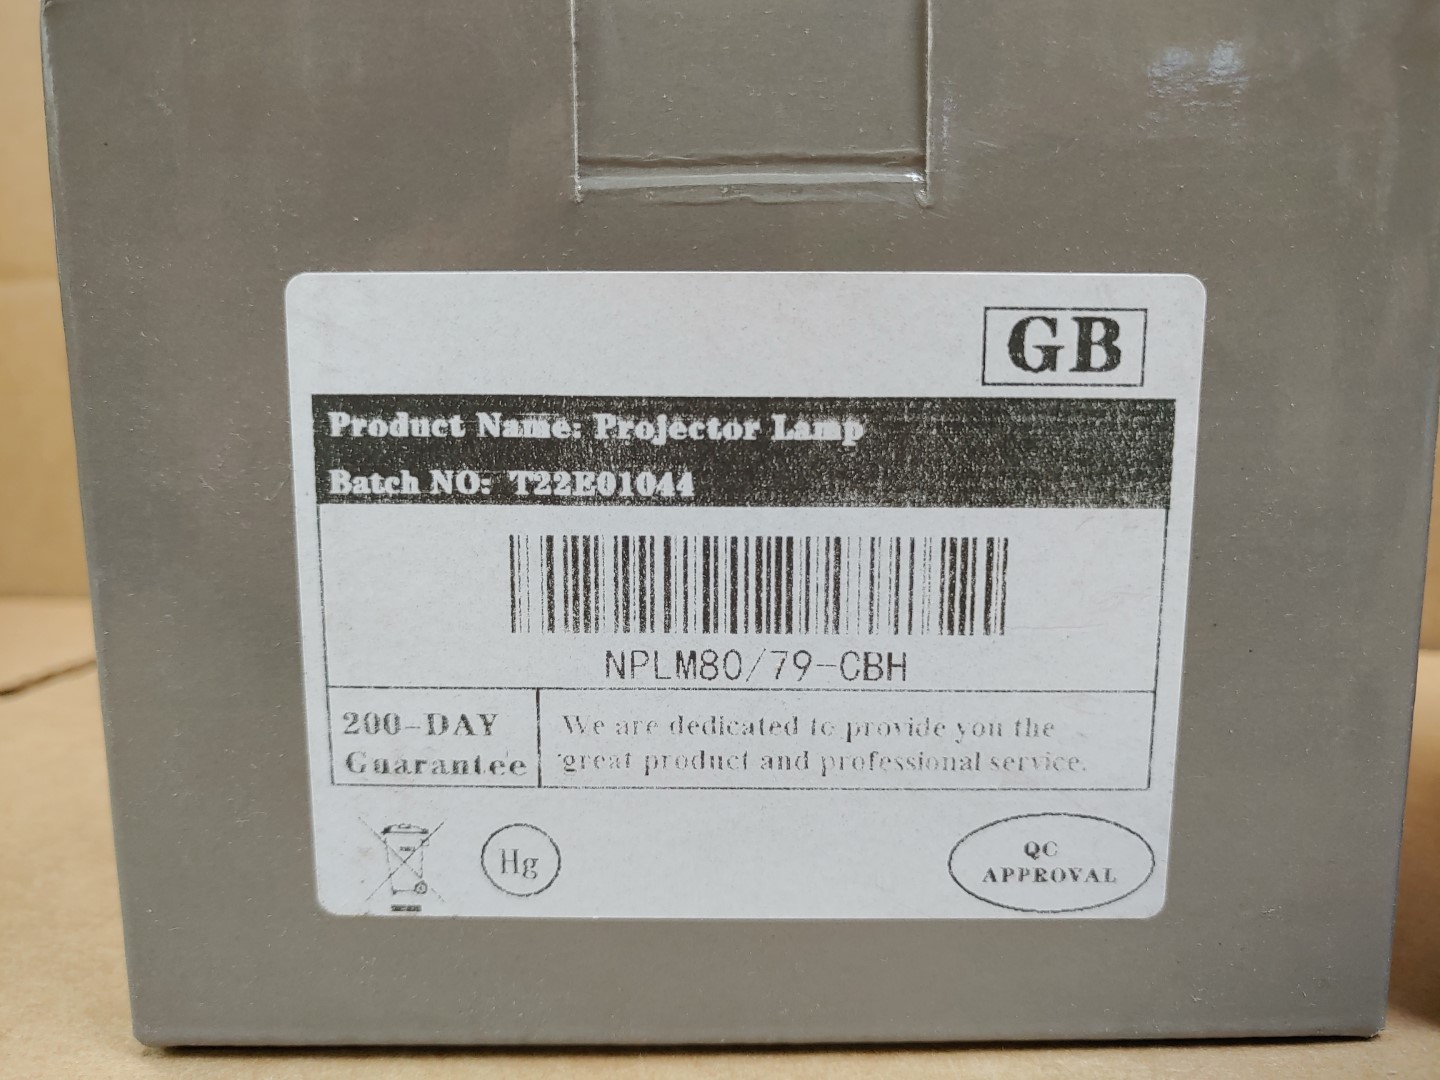 GB
Product Name: Projector Lamp
Batch NO: T22E01044
NPLM80/79-CBH
200-DAY
Guarantee
We are dedicated to provide you the
great product and professional service.
Hg
QC
APPROVAL